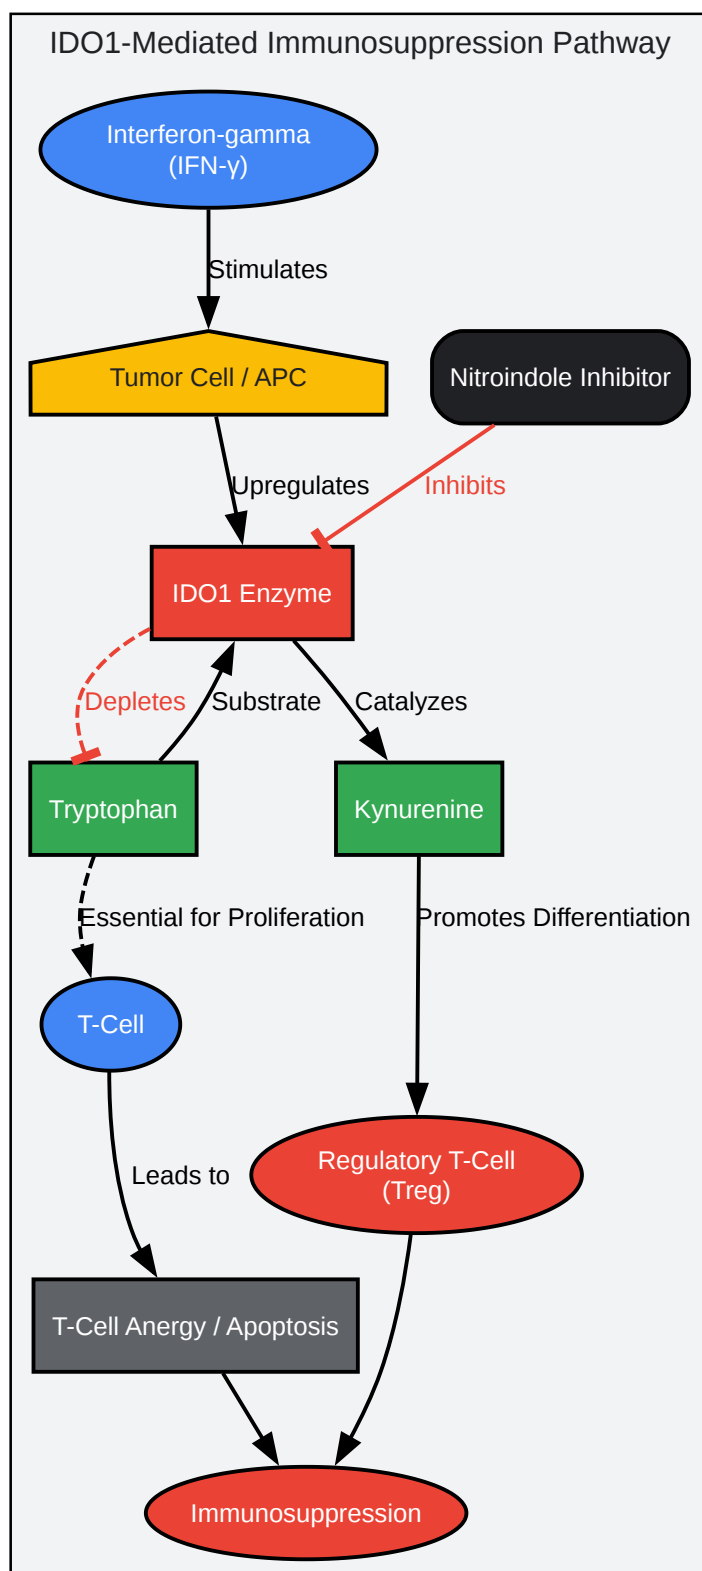 IDO1-Mediated Immunosuppression Pathway
Interferon-gamma
(IFN-γ)
Stimulates
Tumor Cell / APC
Nitroindole Inhibitor
Upregulates
Inhibits
IDO1 Enzyme
Depletes
Substrate
Catalyzes
Tryptophan
Kynurenine
Essential for Proliferation
Promotes Differentiation
T-Cell
Leads to
Regulatory T-Cell
(Treg)
T-Cell Anergy / Apoptosis
Immunosuppression